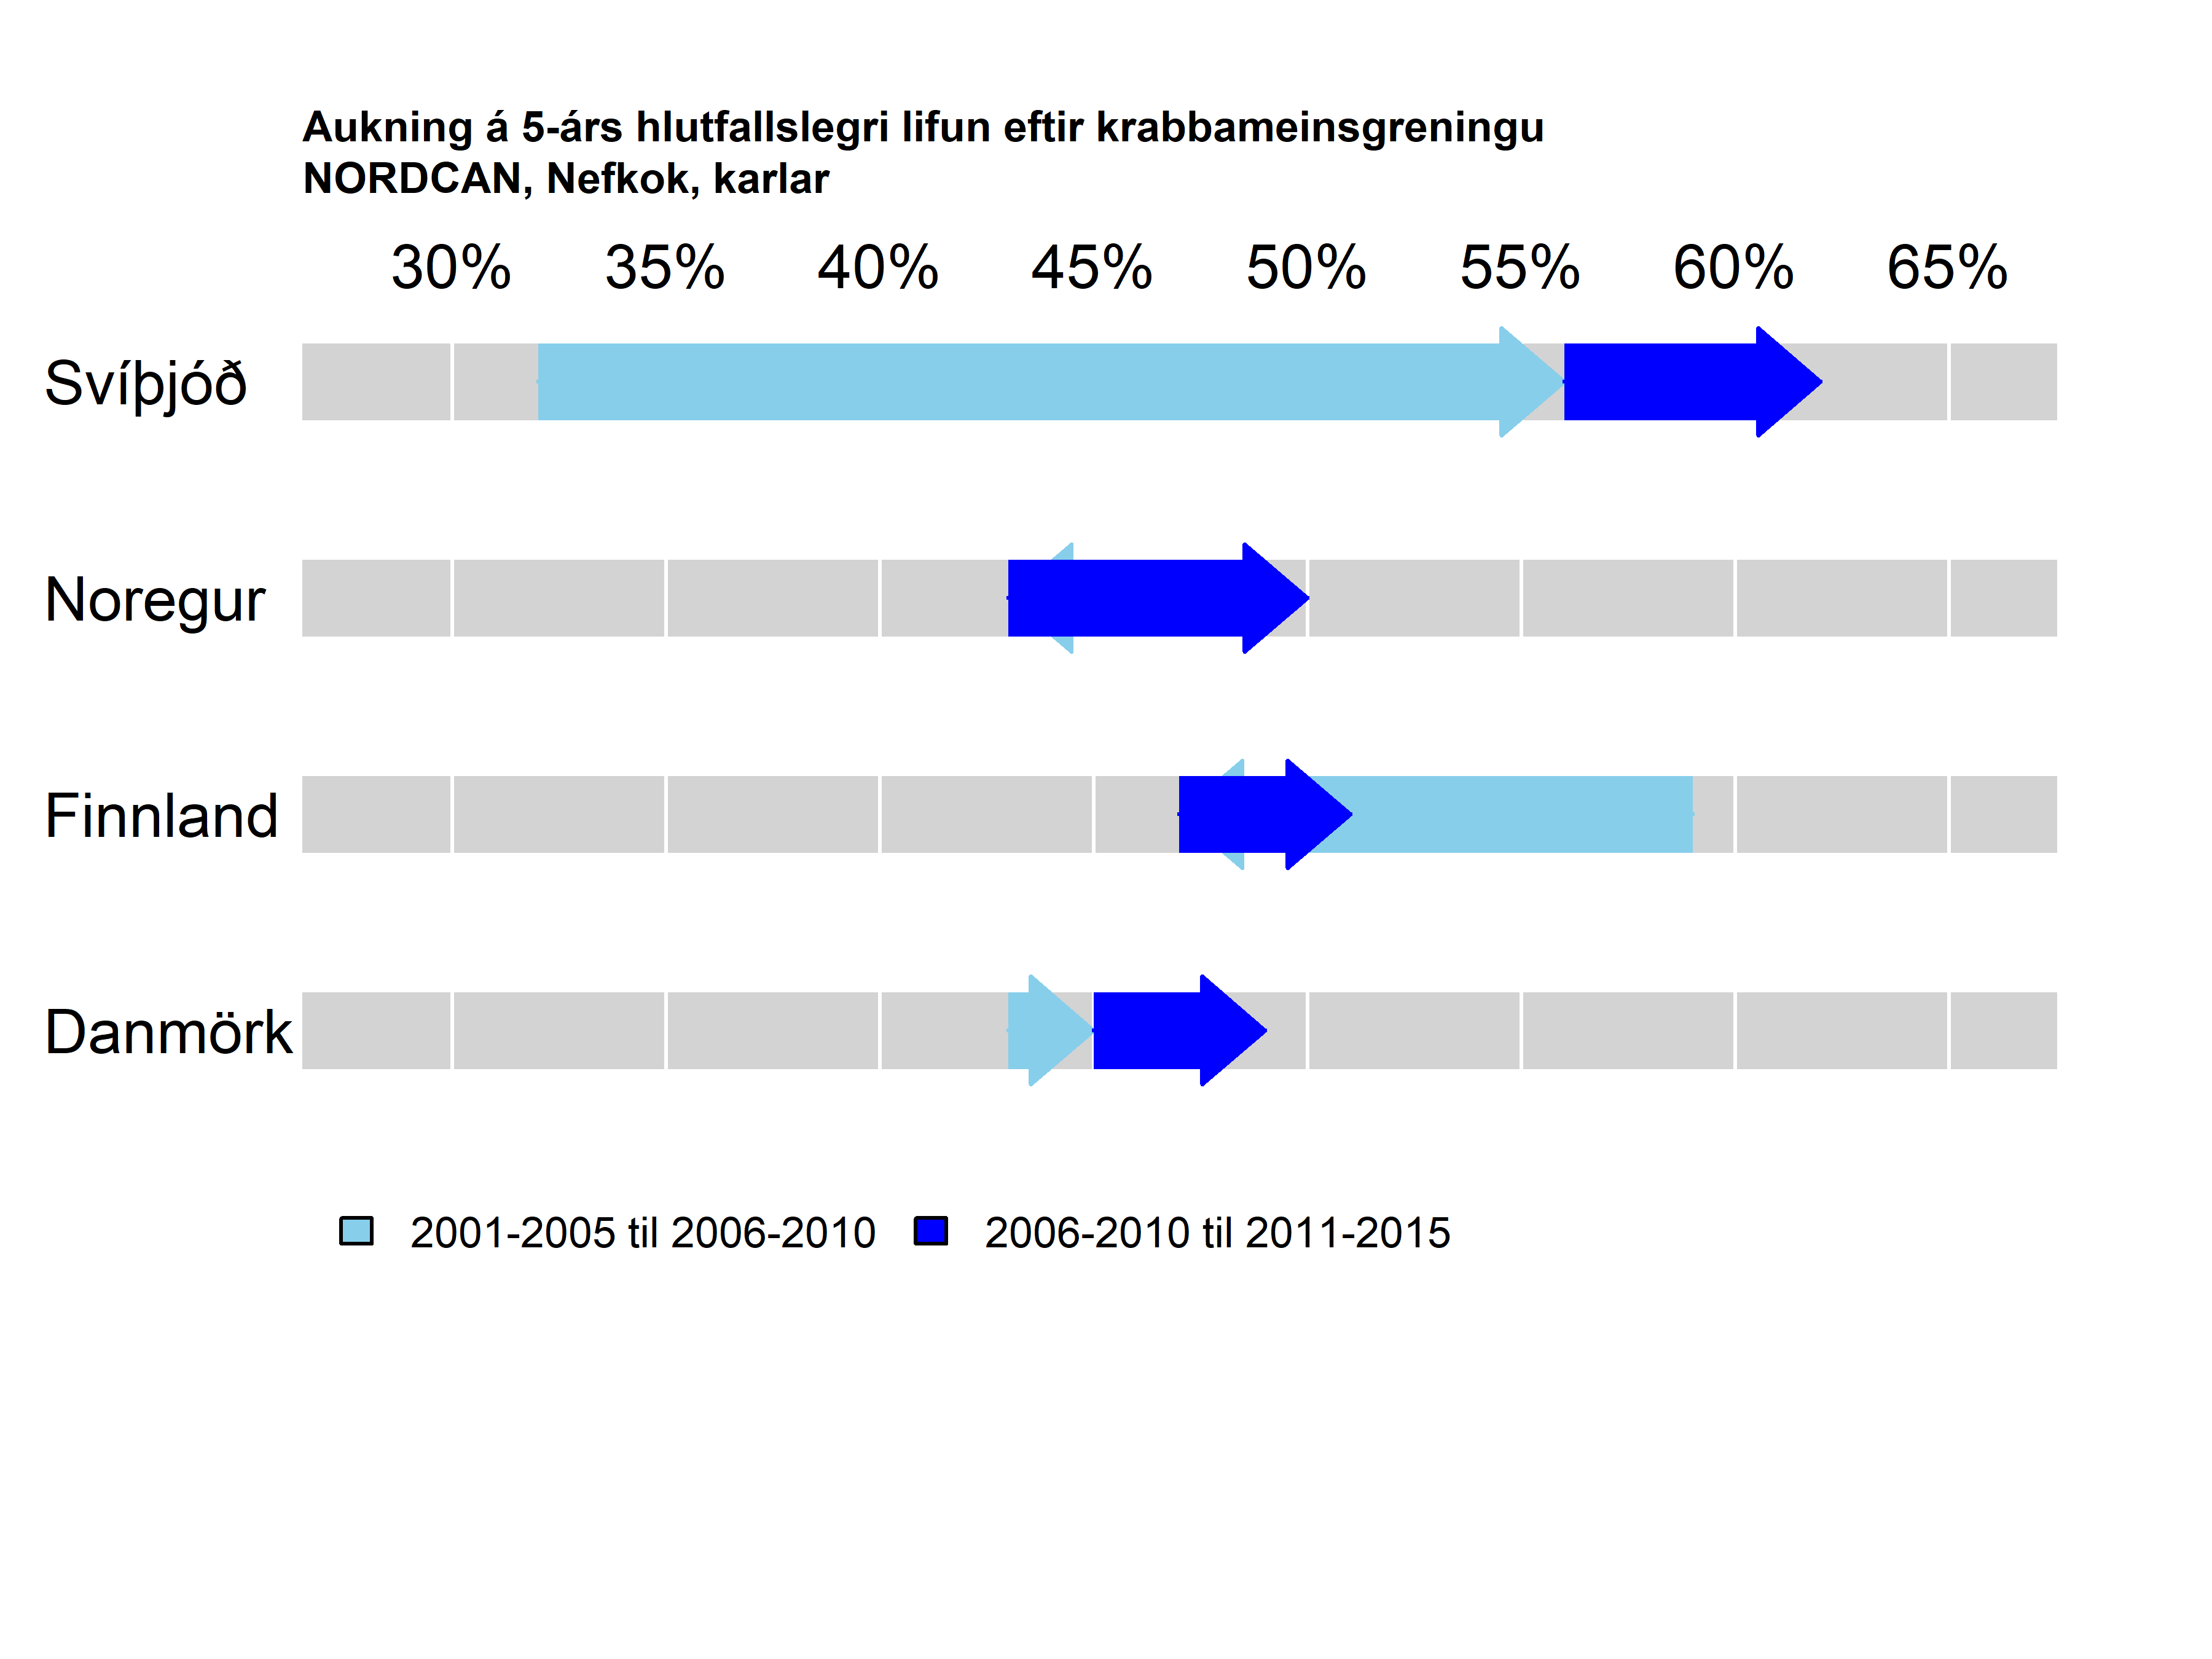 Aukning á 5-árs hlutfallslegri lifun eftir krabbameinsgreningu
NORDCAN, Nefkok, karlar
30% 35% 40% 45% 50% 55% 60% 65%
Svíþjóð
Noregur
Finnland
Danmörk
2001-2005 til 2006-2010 2006-2010 til 2011-2015